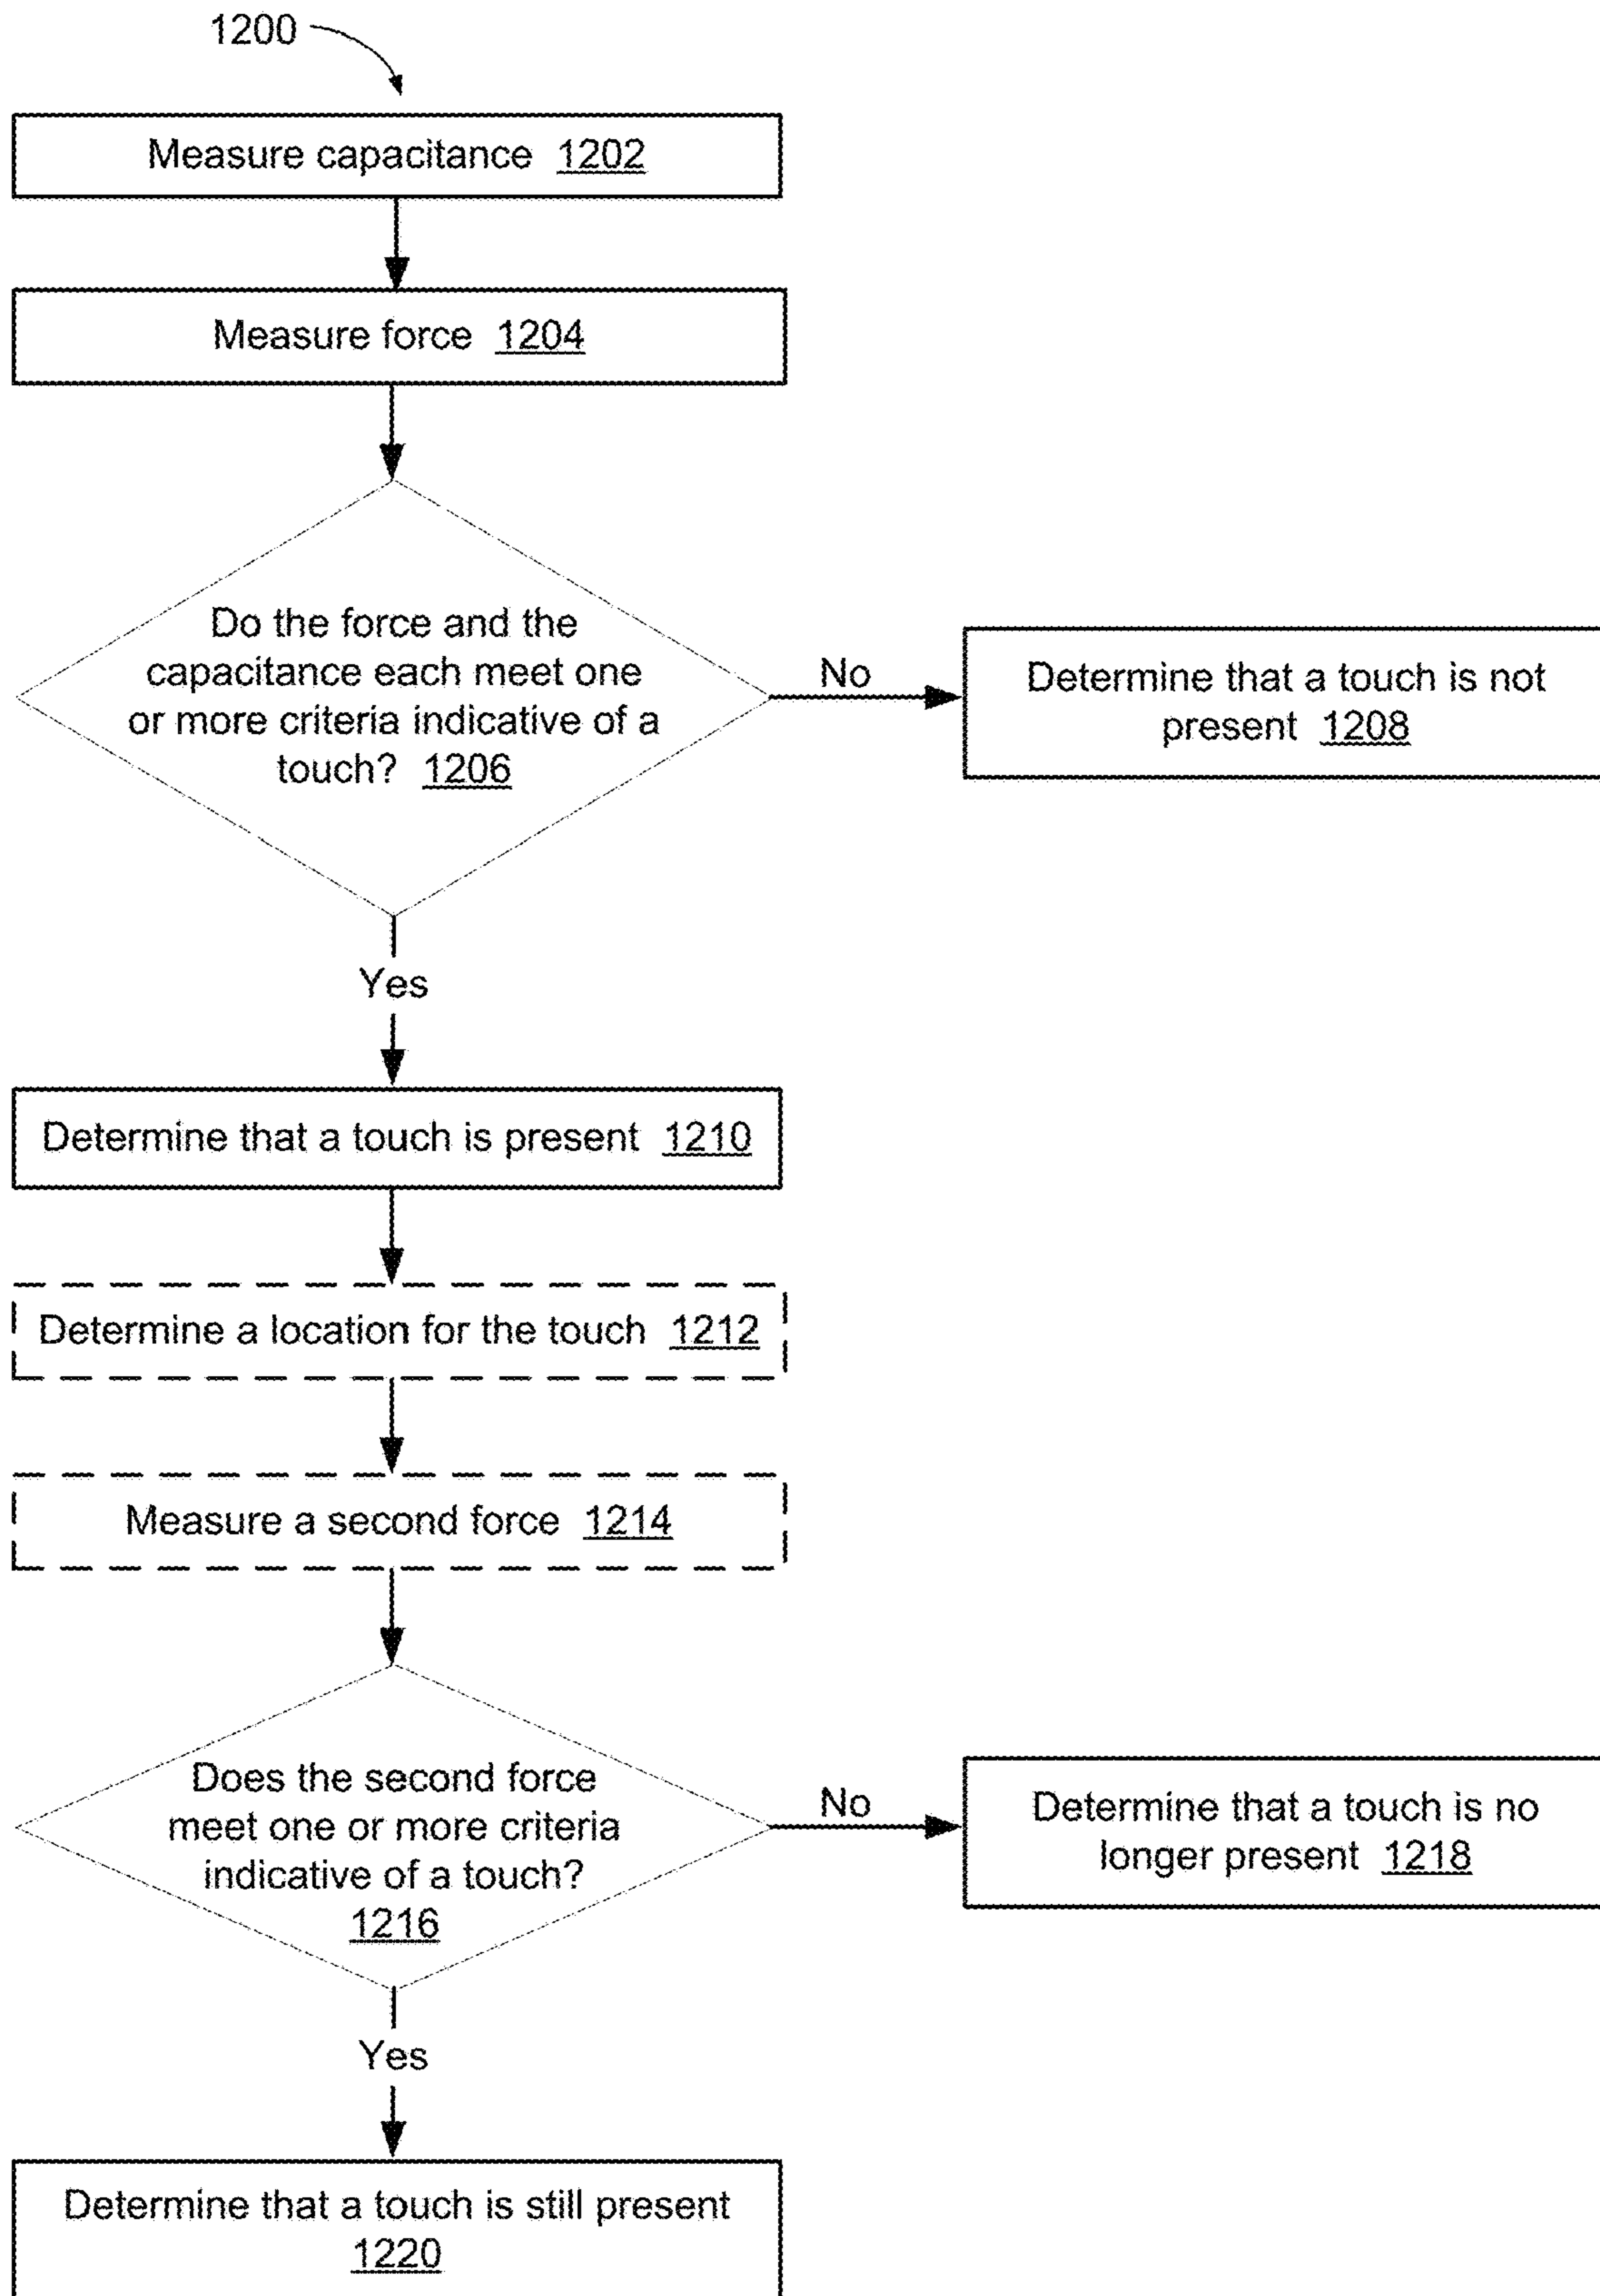 1200
Measure capacitance 1202
Measure force 1204
Do the force and the
capacitance each meet one
or more criteria indicative of a
touch? 1206
No
Determine that a touch is not
present 1208
Yes
Determine that a touch is present 1210
Determine a location for the touch 1212
Measure a second force 1214
Does the second force
meet one or more criteria
indicative of a touch?
1216
No
Determine that a touch is no
longer present 1218
Yes
Determine that a touch is still present
1220